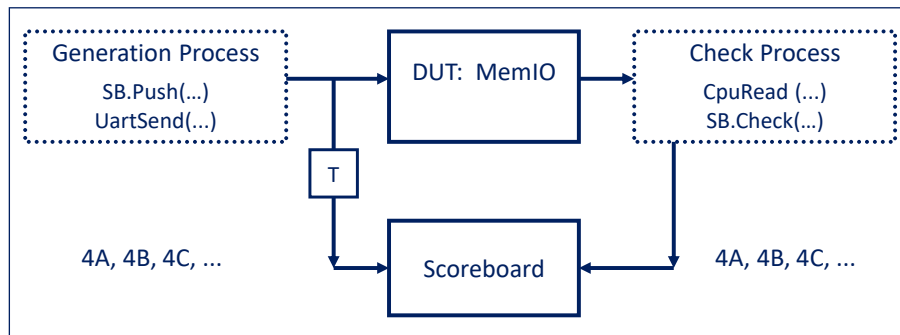 Generation Process
SB.Push(…)
UartSend(...)
DUT: MemIO
Check Process
CpuRead (...)
SB.Check(…)
T
4A, 4B, 4C, ...
Scoreboard
4A, 4B, 4C, ...